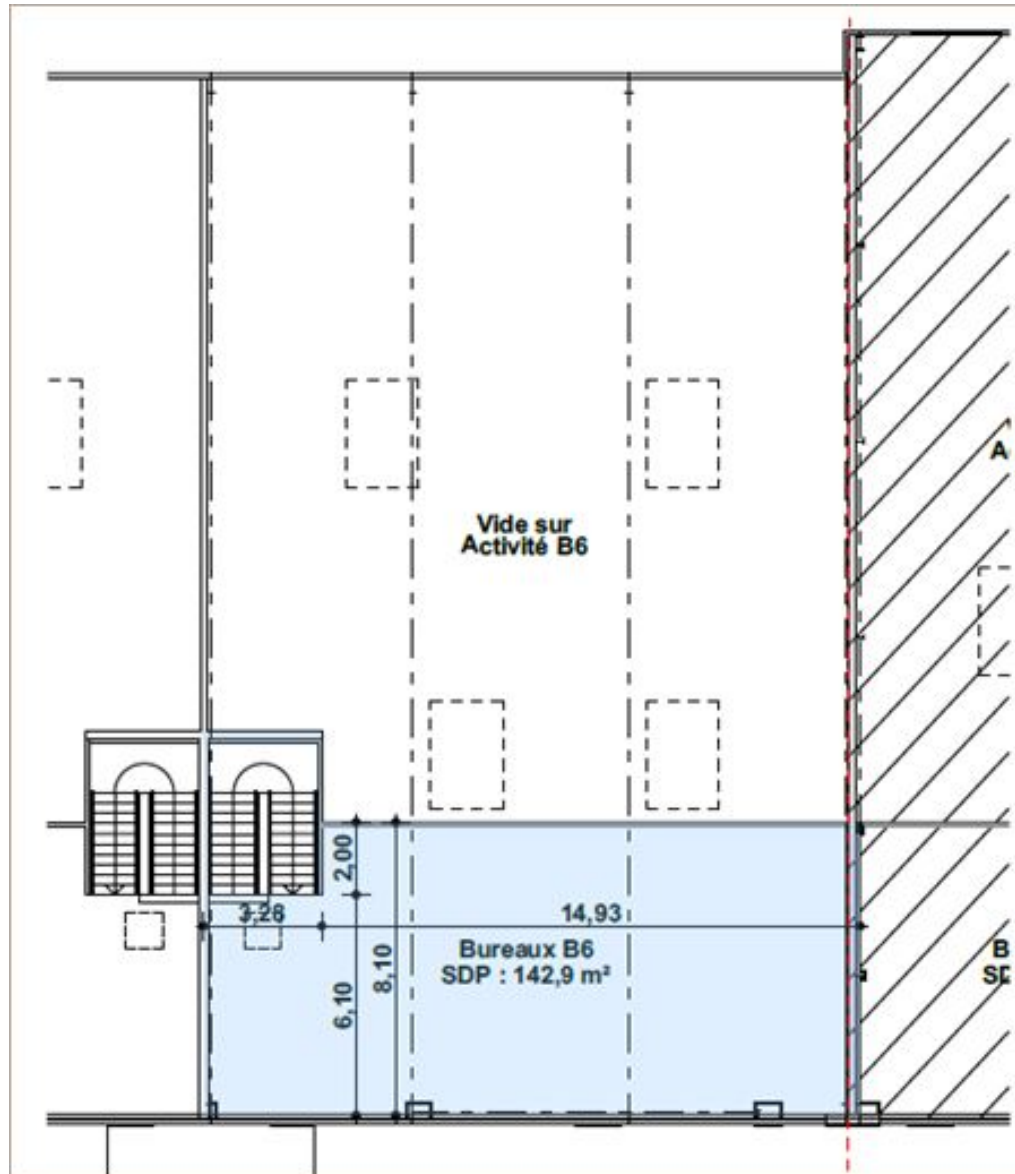 A
Vide sur
Activité B6
2,00
3,28
14,93
Bureaux B6
SDP : 142,9 m²
8,10
6,10
B
SD